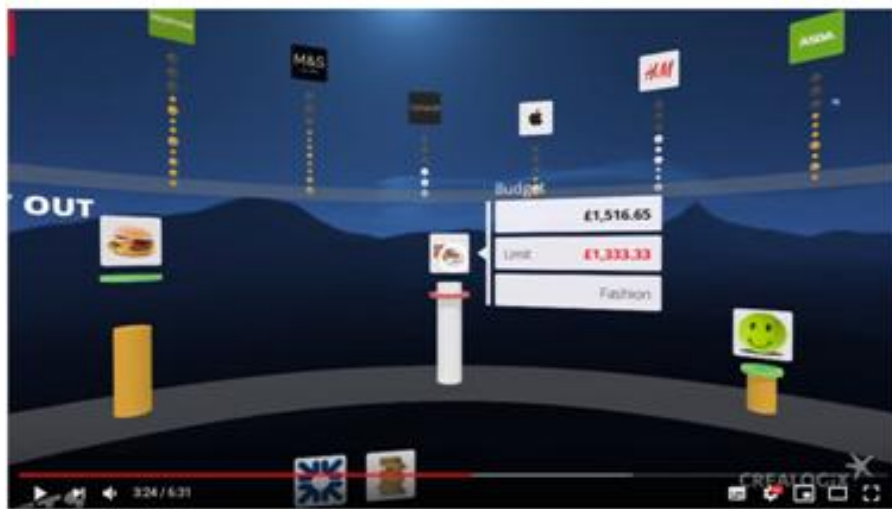 M&S
H&M
ASDA
OUT
Budget
£1,516.65
Limit £1,333.33
Fashion
CREALOGIX
3:24 / 6:31